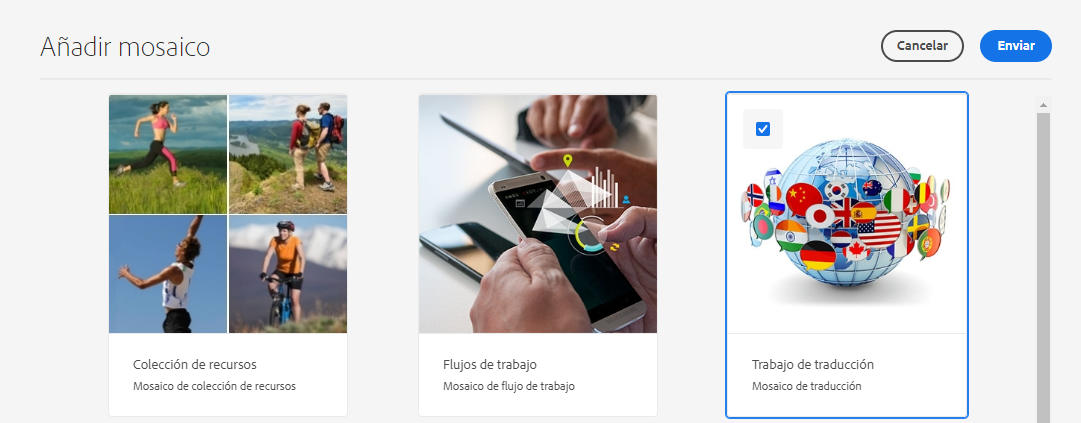 Añadir mosaico
Cancelar
Enviar
Colección de recursos
Mosaico de colección de recursos
Flujos de trabajo
Mosaico de flujo de trabajo
Trabajo de traducción
Mosaico de traducción